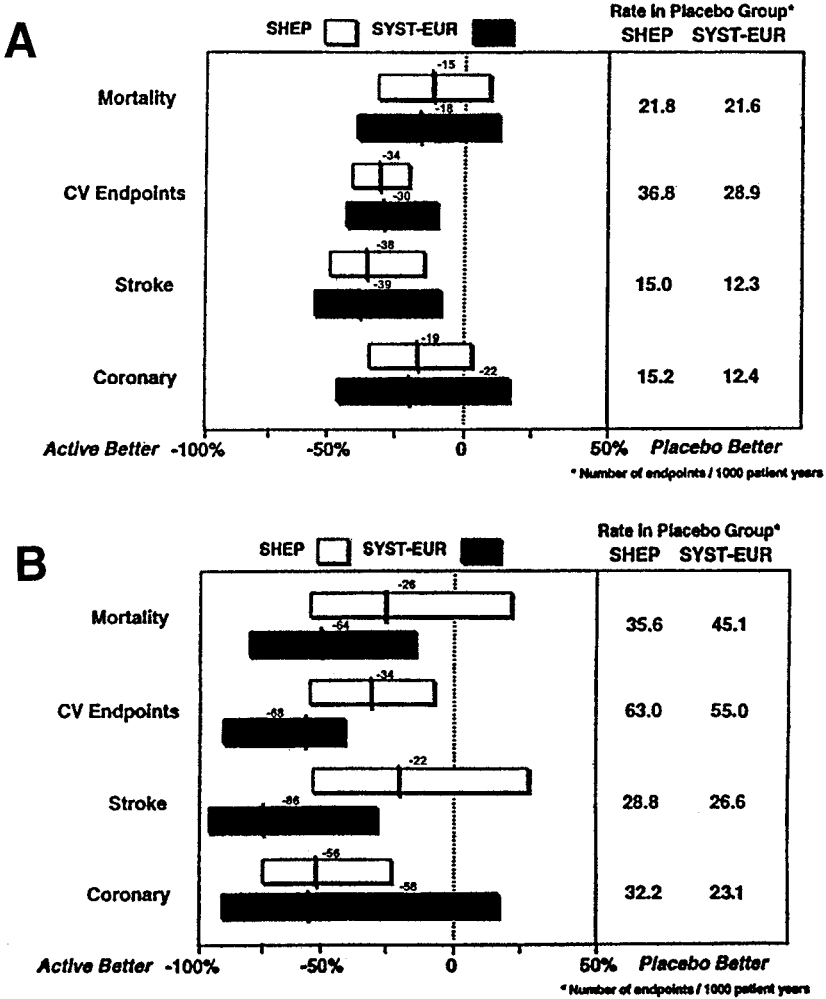 A
SHEP SYST-EUR
Rate in Placebo Group*
SHEP SYST-EUR
-15
Mortality 21.8 21.6
-18
-34
CV Endpoints 36.8 28.9
-30
-38
Stroke 15.0 12.3
-39
-19
Coronary 15.2 12.4
-22
Active Better -100% -50% 0 50% Placebo Better
* Number of endpoints / 1000 patient years
B
SHEP SYST-EUR
Rate in Placebo Group*
SHEP SYST-EUR
-26
Mortality 35.6 45.1
-64
-34
CV Endpoints 63.0 55.0
-68
-22
Stroke 28.8 26.6
-86
-56
Coronary 32.2 23.1
Active Better -100% -50% 0 50% Placebo Better
* Number of endpoints / 1000 patient years